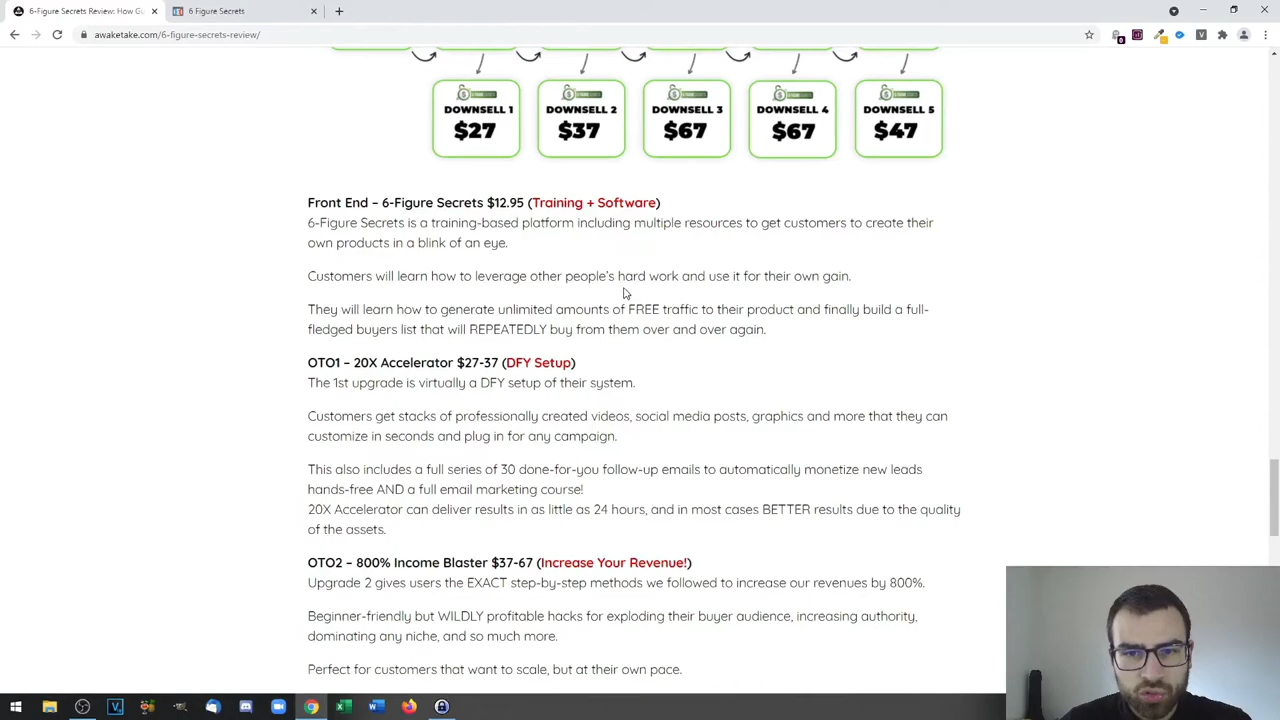 6-Figure Secrets Review: How Gu
6 Figure Secrets
awaketake.com/6-figure-secrets-review/
DOWNSELL 1
$27
DOWNSELL 2
$37
DOWNSELL 3
$67
DOWNSELL 4
$67
DOWNSELL 5
$47
Front End – 6-Figure Secrets $12.95 (Training + Software)
6-Figure Secrets is a training-based platform including multiple resources to get customers to create their
own products in a blink of an eye.
Customers will learn how to leverage other people's hard work and use it for their own gain.
They will learn how to generate unlimited amounts of FREE traffic to their product and finally build a full-
fledged buyers list that will REPEATEDLY buy from them over and over again.
OTO1 – 20X Accelerator $27-37 (DFY Setup)
The 1st upgrade is virtually a DFY setup of their system.
Customers get stacks of professionally created videos, social media posts, graphics and more that they can
customize in seconds and plug in for any campaign.
This also includes a full series of 30 done-for-you follow-up emails to automatically monetize new leads
hands-free AND a full email marketing course!
20X Accelerator can deliver results in as little as 24 hours, and in most cases BETTER results due to the quality
of the assets.
OTO2 – 800% Income Blaster $37-67 (Increase Your Revenue!)
Upgrade 2 gives users the EXACT step-by-step methods we followed to increase our revenues by 800%.
Beginner-friendly but WILDLY profitable hacks for exploding their buyer audience, increasing authority,
dominating any niche, and so much more.
Perfect for customers that want to scale, but at their own pace.